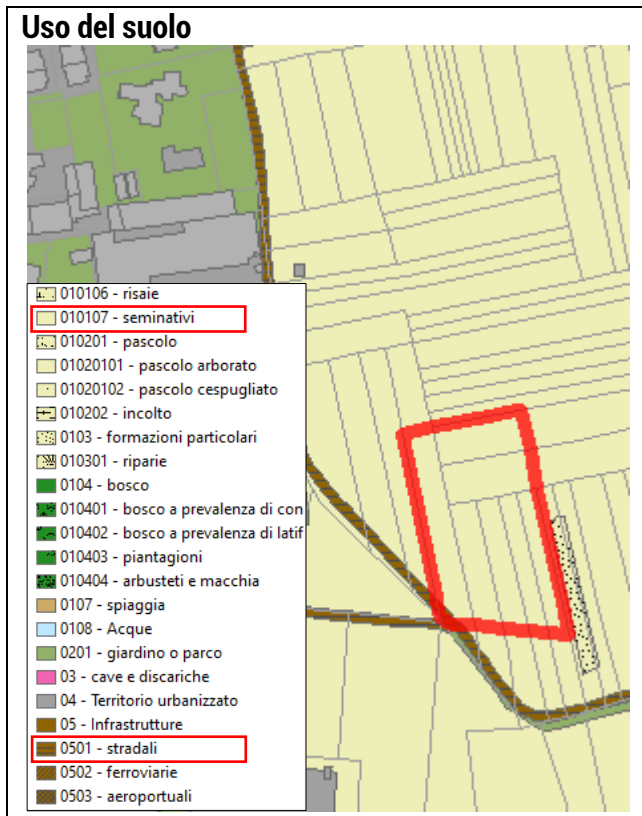 Uso del suolo
010106 - risaie
010107 - seminativi
010201 - pascolo
01020101 - pascolo arborato
01020102 - pascolo cespugliato
010202 - incolto
0103 - formazioni particolari
010301 - riparie
0104 - bosco
010401 - bosco a prevalenza di con
010402 - bosco a prevalenza di latif
010403 - piantagioni
010404 - arbusteti e macchia
0107 - spiaggia
0108 - Acque
0201 - giardino o parco
03 - cave e discariche
04 - Territorio urbanizzato
05 - Infrastrutture
0501 - stradali
0502 - ferroviarie
0503 - aeroportuali